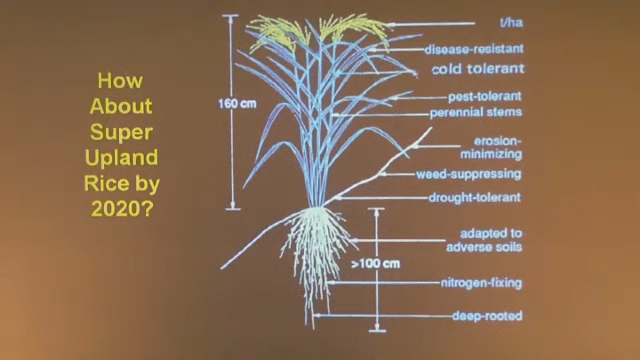 How
About
Super
Upland
Rice by
2020?
160 cm
t/ha
disease-resistant
cold tolerant
pest-tolerant
perennial stems
erosion-
minimizing
weed-suppressing
drought-tolerant
adapted to
adverse soils
>100 cm
nitrogen-fixing
deep-rooted